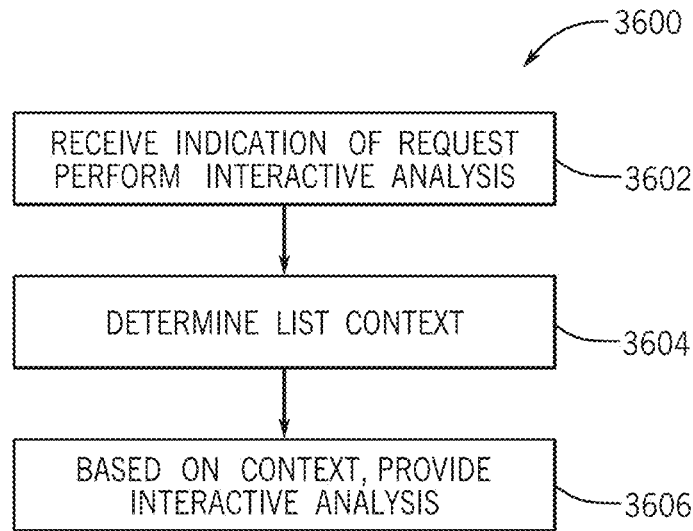 3600
RECEIVE INDICATION OF REQUEST
PERFORM INTERACTIVE ANALYSIS
3602
DETERMINE LIST CONTEXT
3604
BASED ON CONTEXT, PROVIDE
INTERACTIVE ANALYSIS
3606